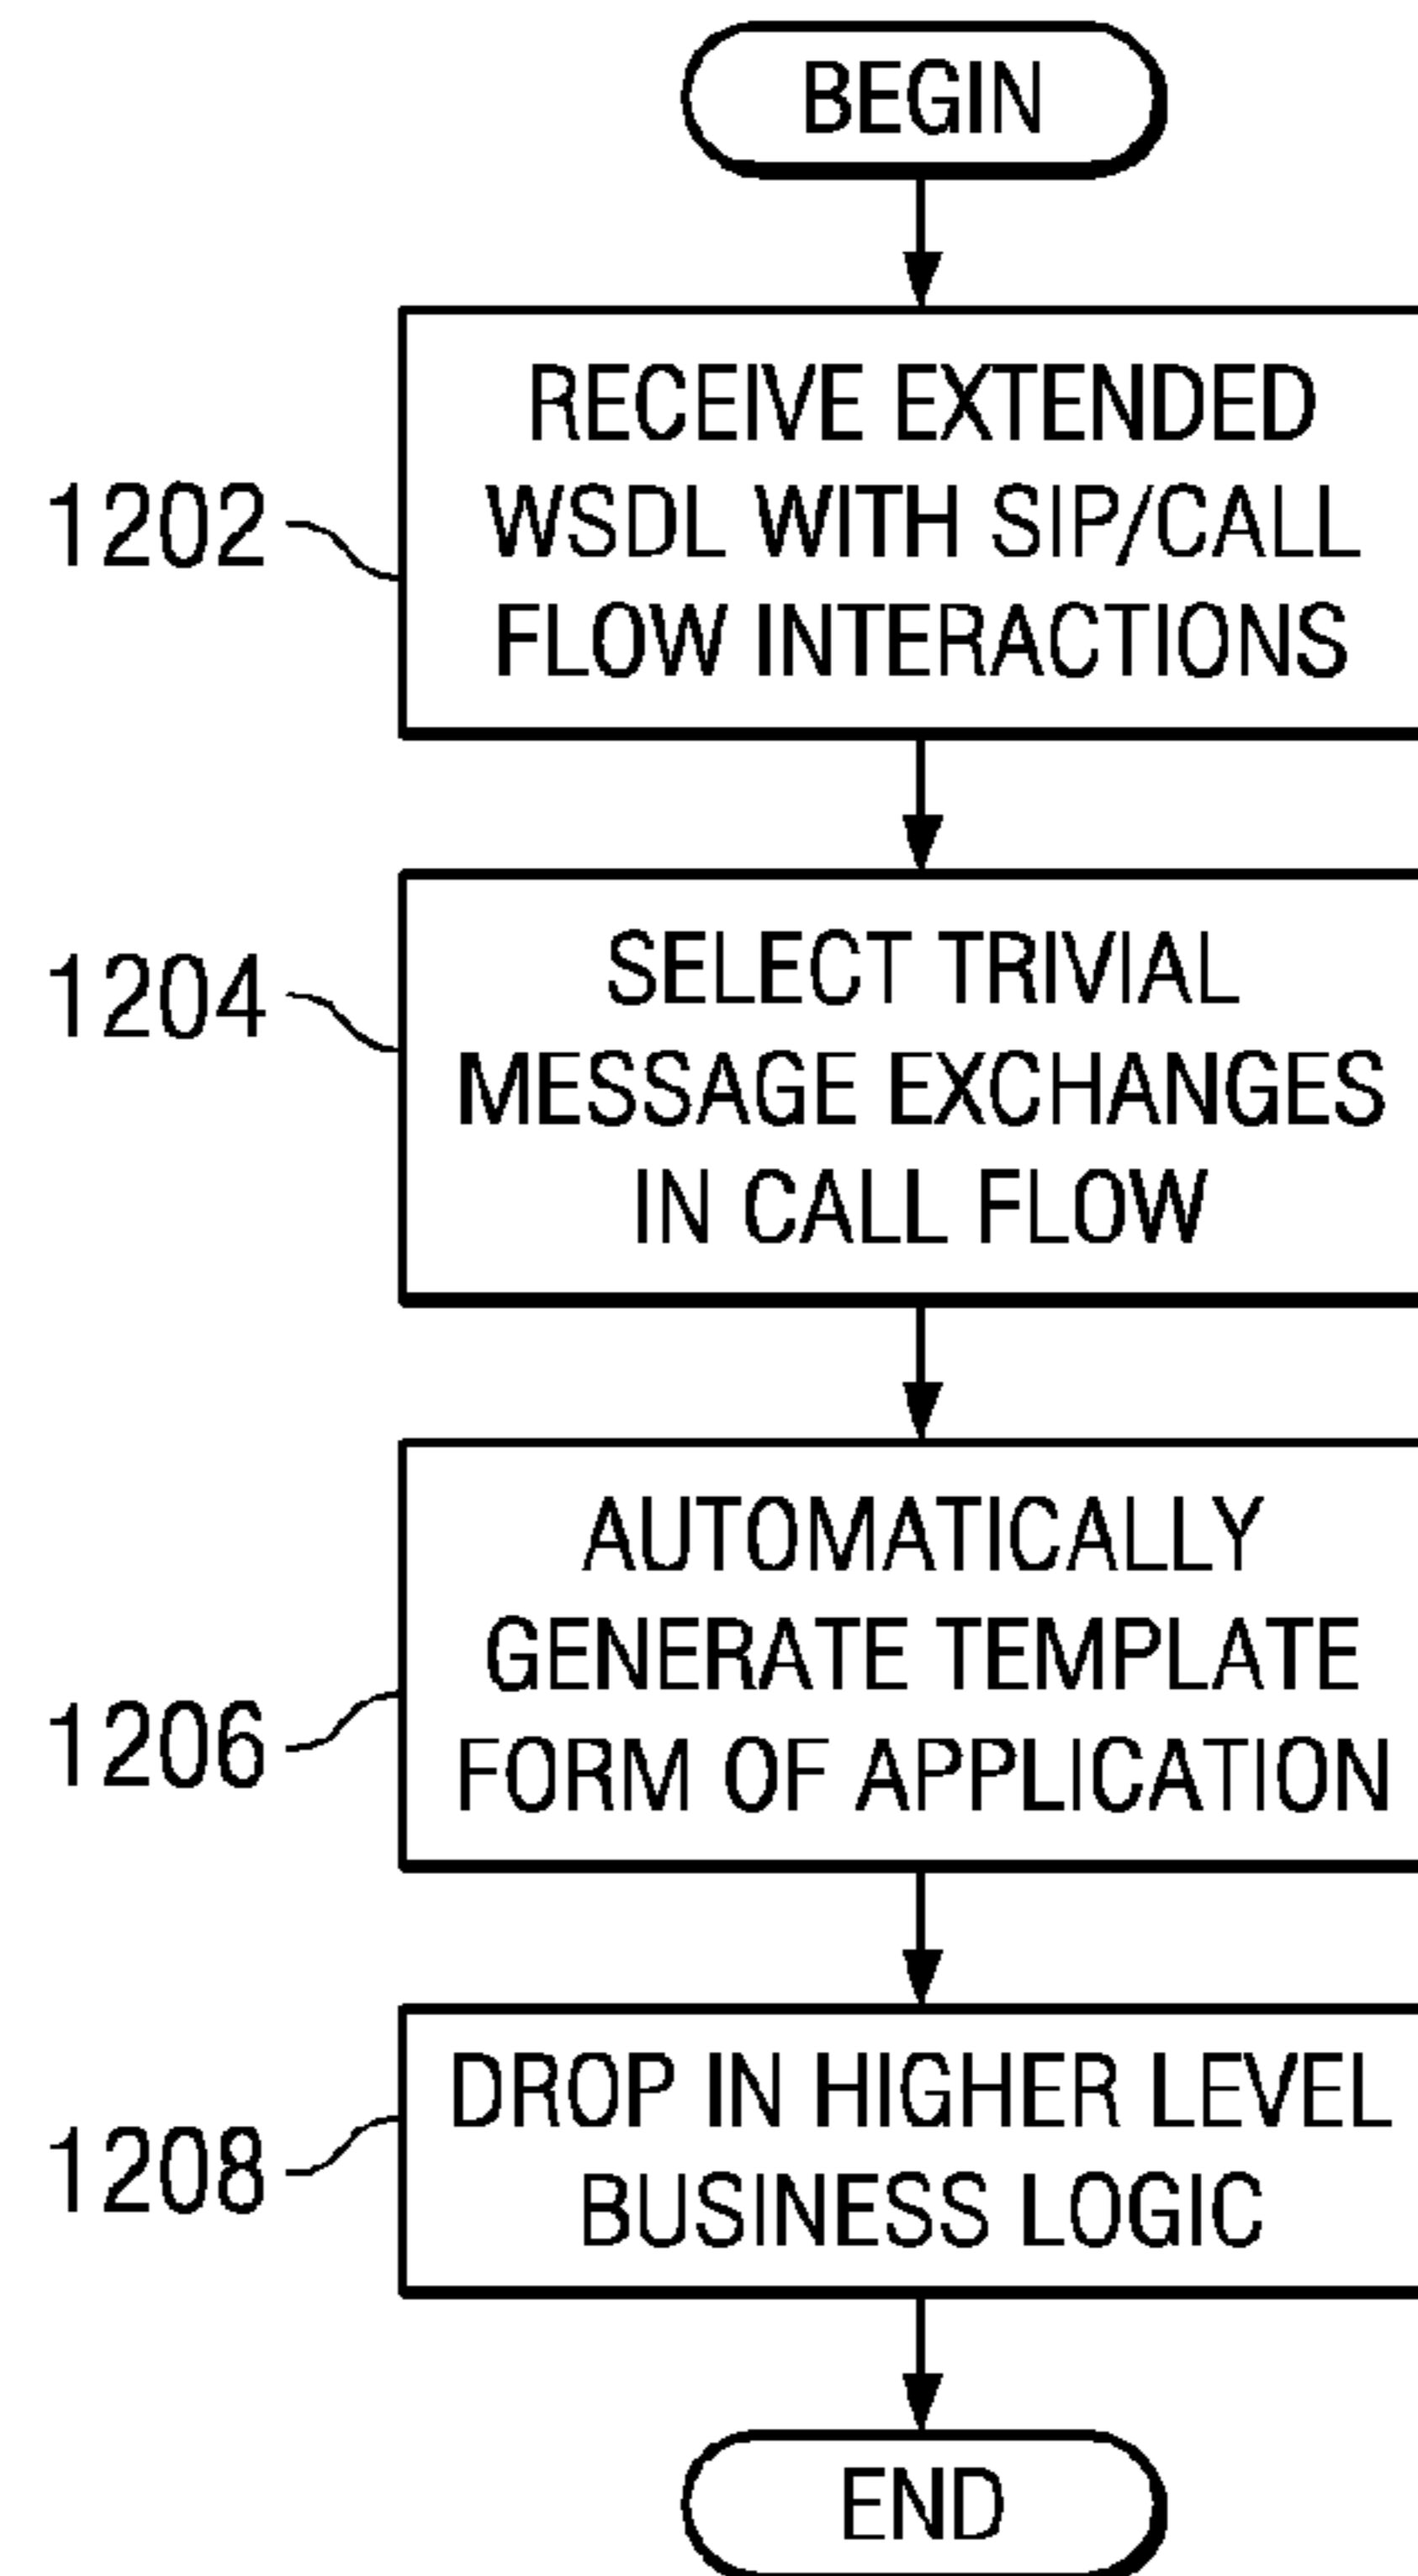 BEGIN
1202
RECEIVE EXTENDED
WSDL WITH SIP/CALL
FLOW INTERACTIONS
1204
SELECT TRIVIAL
MESSAGE EXCHANGES
IN CALL FLOW
1206
AUTOMATICALLY
GENERATE TEMPLATE
FORM OF APPLICATION
1208
DROP IN HIGHER LEVEL
BUSINESS LOGIC
END